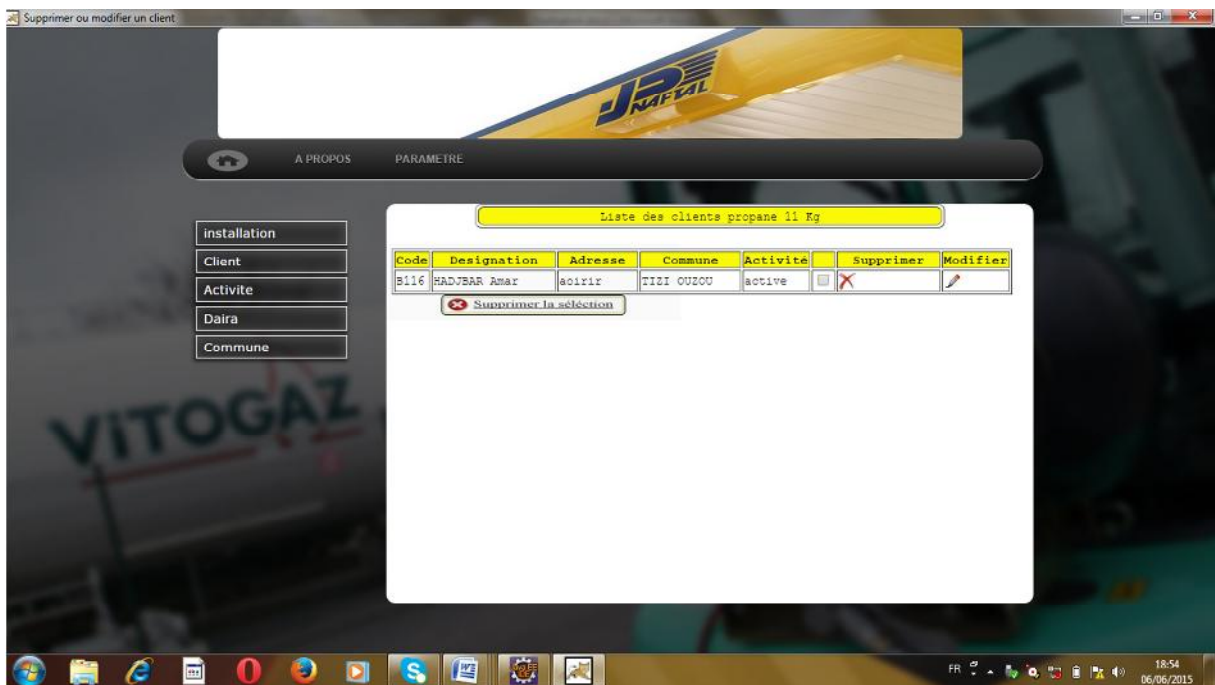 Supprimer ou modifier un client
NAFTAL
A PROPOS PARAMETRE
installation
Client
Activite
Daira
Commune
Liste des clients propane 11 Kg
Code Designation Adresse Commune Activité Supprimer Modifier
B116 HADJBAR Amar aoirir TIZI OUZOU active
Supprimer la séléction
VITOGAZ
FR
18:54
06/06/2015